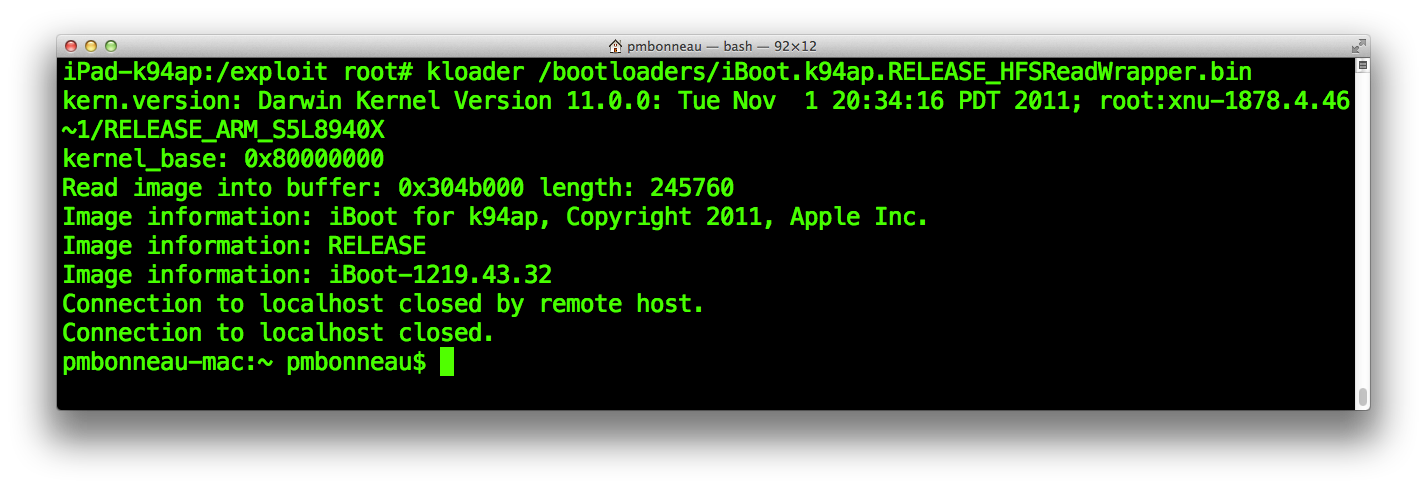 pmbonneau — bash — 92×12
iPad-k94ap:/exploit root# kloader /bootloaders/iBoot.k94ap.RELEASE_HFSReadWrapper.bin
kern.version: Darwin Kernel Version 11.0.0: Tue Nov  1 20:34:16 PDT 2011; root:xnu-1878.4.46
~1/RELEASE_ARM_S5L8940X
kernel_base: 0x80000000
Read image into buffer: 0x304b000 length: 245760
Image information: iBoot for k94ap, Copyright 2011, Apple Inc.
Image information: RELEASE
Image information: iBoot-1219.43.32
Connection to localhost closed by remote host.
Connection to localhost closed.
pmbonneau-mac:~ pmbonneau$